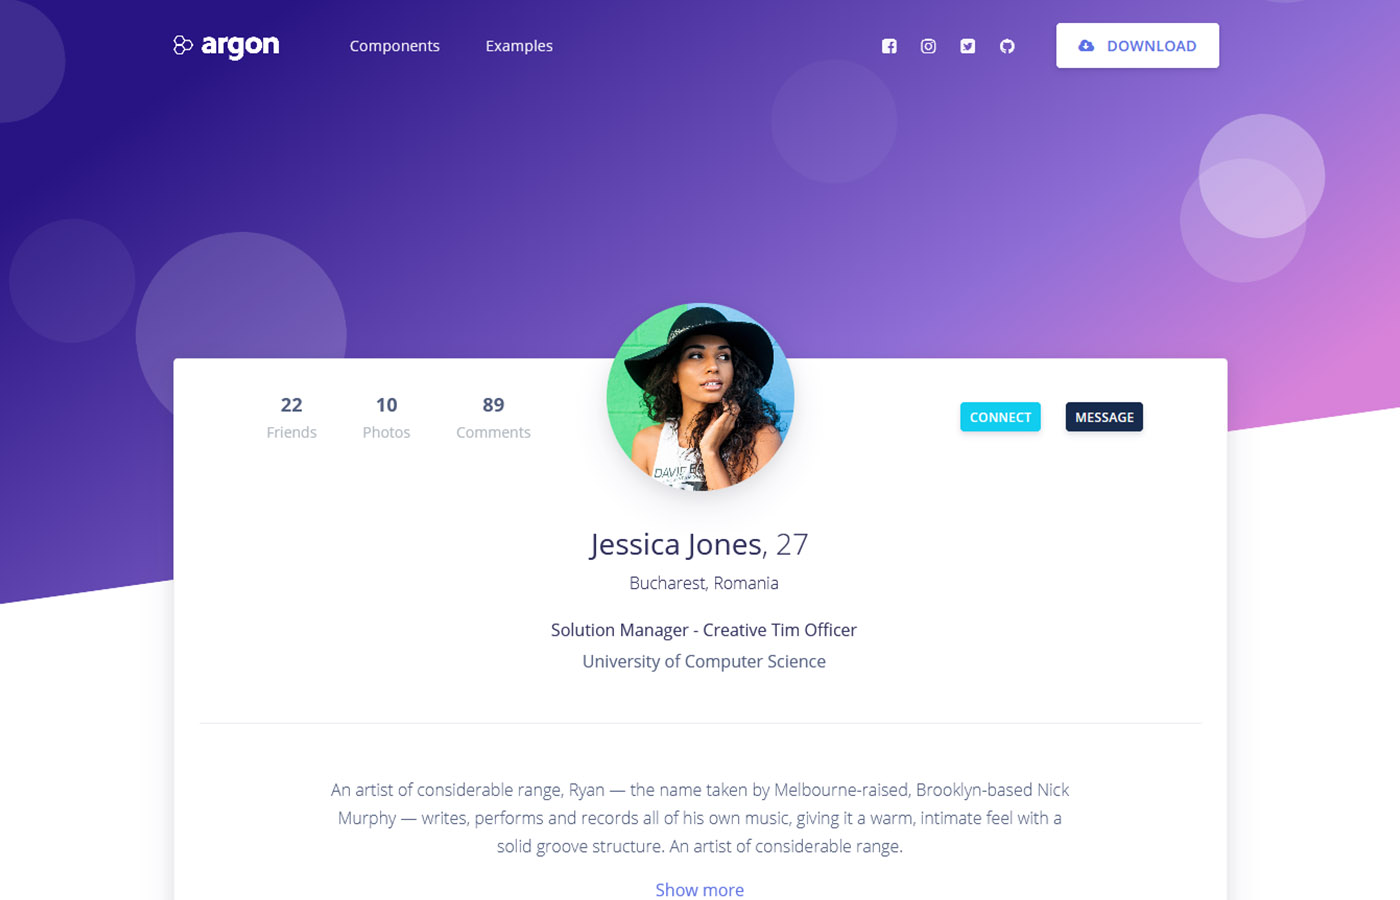 argon
Components
Examples
DOWNLOAD
22
Friends
10
Photos
89
Comments
CONNECT
MESSAGE
Jessica Jones, 27
Bucharest, Romania
Solution Manager - Creative Tim Officer
University of Computer Science
An artist of considerable range, Ryan — the name taken by Melbourne-raised, Brooklyn-based Nick
Murphy — writes, performs and records all of his own music, giving it a warm, intimate feel with a
solid groove structure. An artist of considerable range.
Show more